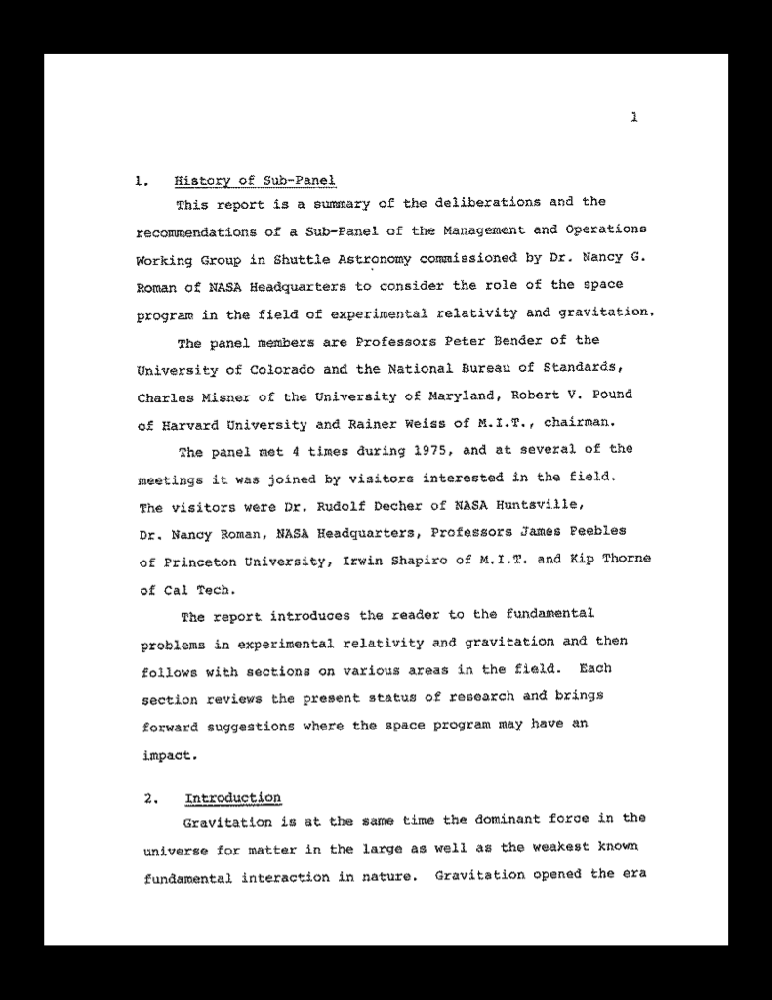 1
1. History of Sub-Panel
This report is a summary of the deliberations and the
recommendations of a Sub-Panel of the Management and Operations
Working Group in Shuttle Astronomy commissioned by Dr. Nancy G.
Roman of NASA Headquarters to consider the role of the space
program in the field of experimental relativity and gravitation.
The panel members are Professors Peter Bender of the
University of Colorado and the National Bureau of Standards,
Charles Misner of the University of Maryland, Robert V. Pound
of Harvard University and Rainer Weiss of M.I.T., chairman.
The panel met 4 times during 1975, and at several of the
meetings it was joined by visitors interested in the field.
The visitors were Dr. Rudolf Decher of NASA Huntsville,
Dr. Nancy Roman, NASA Headquarters, Professors James Peebles
of Princeton University, Irwin Shapiro of M.I.T. and Kip Thorne
of Cal Tech.
The report introduces the reader to the fundamental
problems in experimental relativity and gravitation and then
follows with sections on various areas in the field. Each
section reviews the present status of research and brings
forward suggestions where the space program may have an
impact.
2. Introduction
Gravitation is at the same time the dominant force in the
universe for matter in the large as well as the weakest known
fundamental interaction in nature. Gravitation opened the era